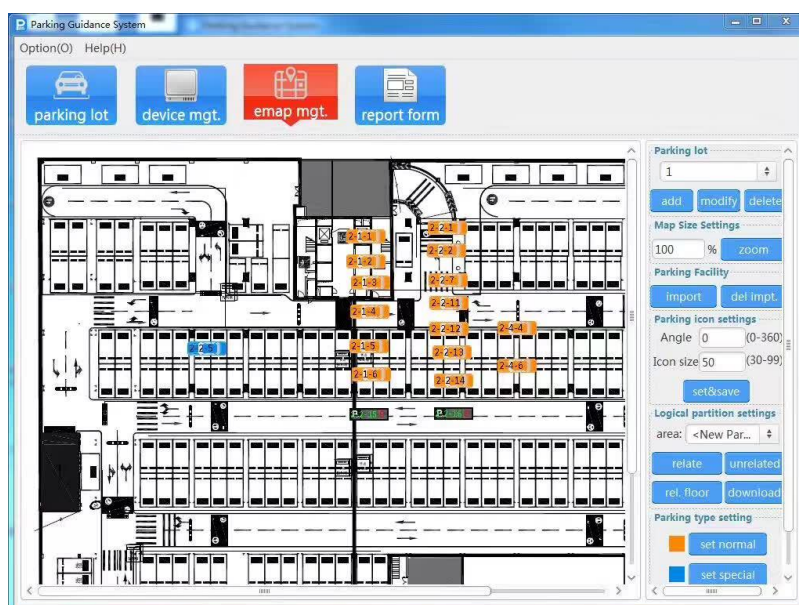 Parking Guidance System
Option(O) Help(H)
parking lot
device mgt.
emap mgt.
report form
2-1-1
2-1-2
2-1-3
2-1-4
2-1-5
2-1-6
2-2-1
2-2-2
2-2-7
2-2-11
2-2-12
2-2-13
2-2-14
2-4-4
2-4-6
Parking lot
1
add modify delete
Map Size Settings
100 % zoom
Parking Facility
import del impt.
Parking icon settings
Angle 0 (0-360)
Icon size 50 (30-99)
set&save
Logical partition settings
area: <New Par...
relate unrelated
rel. floor download
Parking type setting
set normal
set special